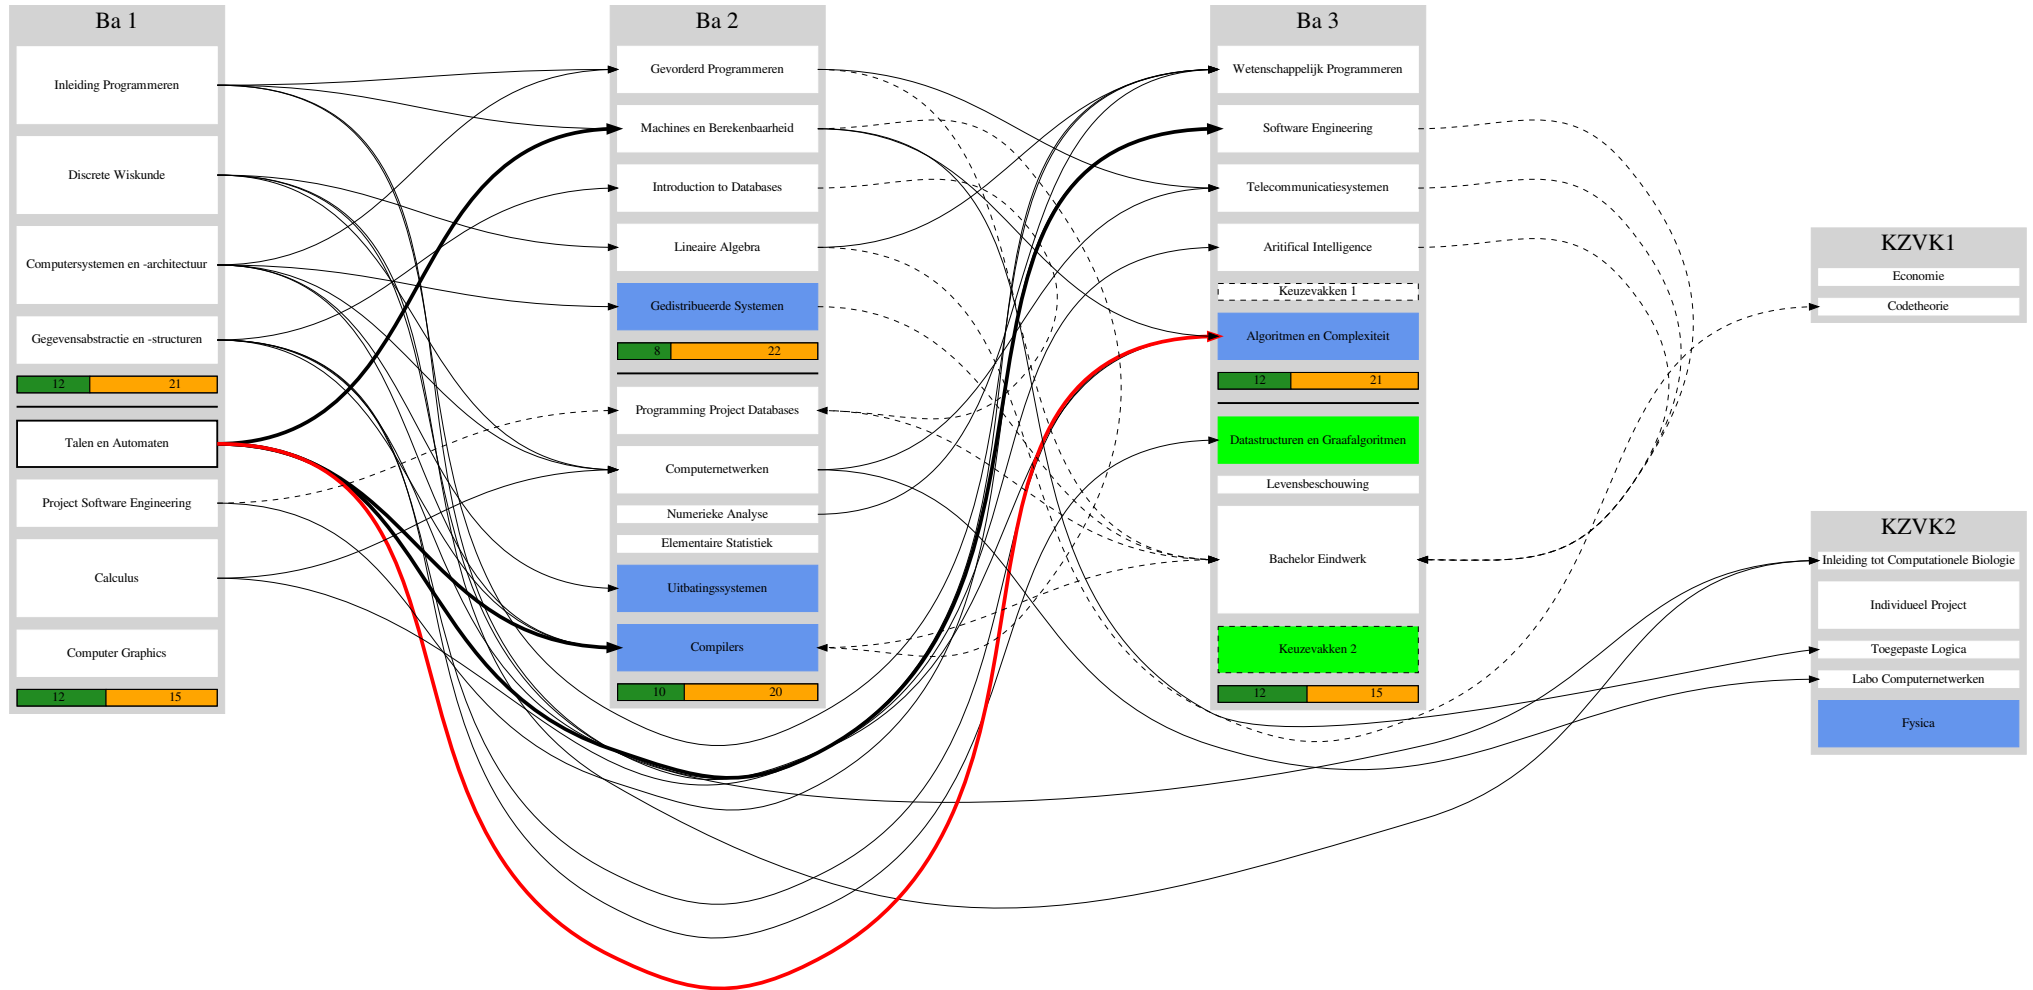 Ba 1
Inleiding Programmeren
Discrete Wiskunde
Computersystemen en -architectuur
Gegevensabstractie en -structuren
12 21
Talen en Automaten
Project Software Engineering
Calculus
Computer Graphics
12 15
Ba 2
Gevorderd Programmeren
Machines en Berekenbaarheid
Introduction to Databases
Lineaire Algebra
Gedistribueerde Systemen
8 22
Programming Project Databases
Computernetwerken
Numerieke Analyse
Elementaire Statistiek
Uitbatingssystemen
Compilers
10 20
Ba 3
Wetenschappelijk Programmeren
Software Engineering
Telecommunicatiesystemen
Aritifical Intelligence
Keuzevakken 1
Algoritmen en Complexiteit
12 21
Datastructuren en Graafalgoritmen
Levensbeschouwing
Bachelor Eindwerk
Keuzevakken 2
12 15
KZVK1
Economie
Codetheorie
KZVK2
Inleiding tot Computationele Biologie
Individueel Project
Toegepaste Logica
Labo Computernetwerken
Fysica